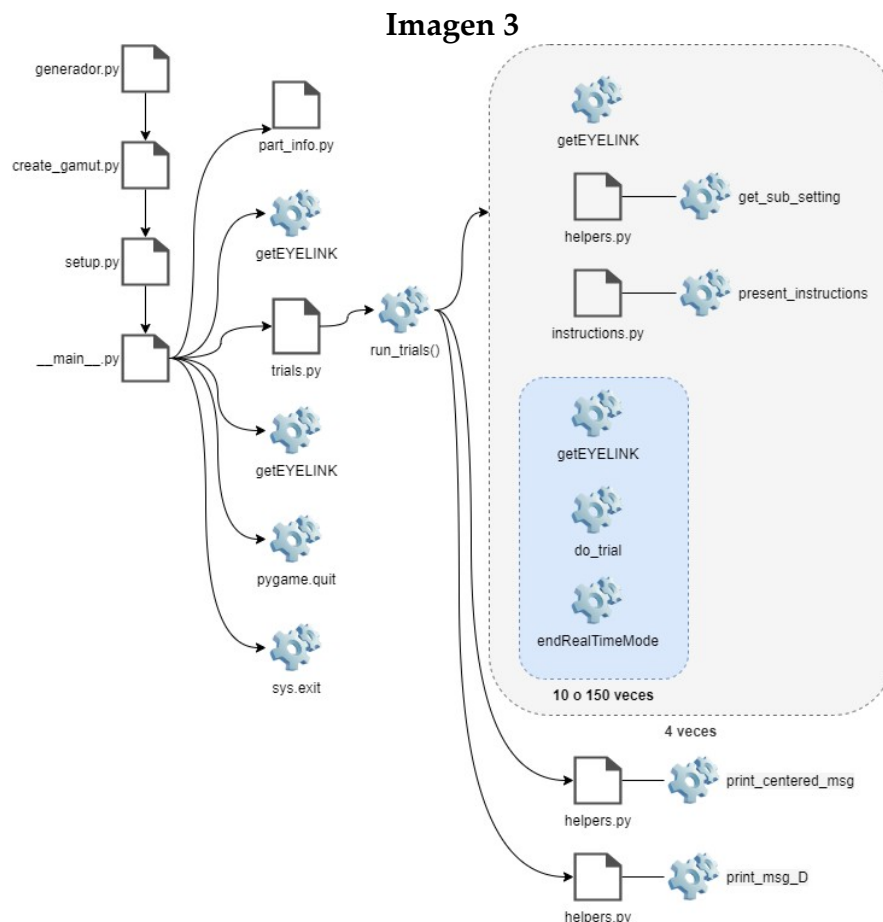 Imagen 3
generador.py
create_gamut.py
setup.py
__main__.py
part_info.py
getEYELINK
trials.py
getEYELINK
pygame.quit
sys.exit
run_trials()
getEYELINK
helpers.py
get_sub_setting
instructions.py
present_instructions
getEYELINK
do_trial
endRealTimeMode
10 o 150 veces
4 veces
helpers.py
print_centered_msg
helpers.py
print_msg_D